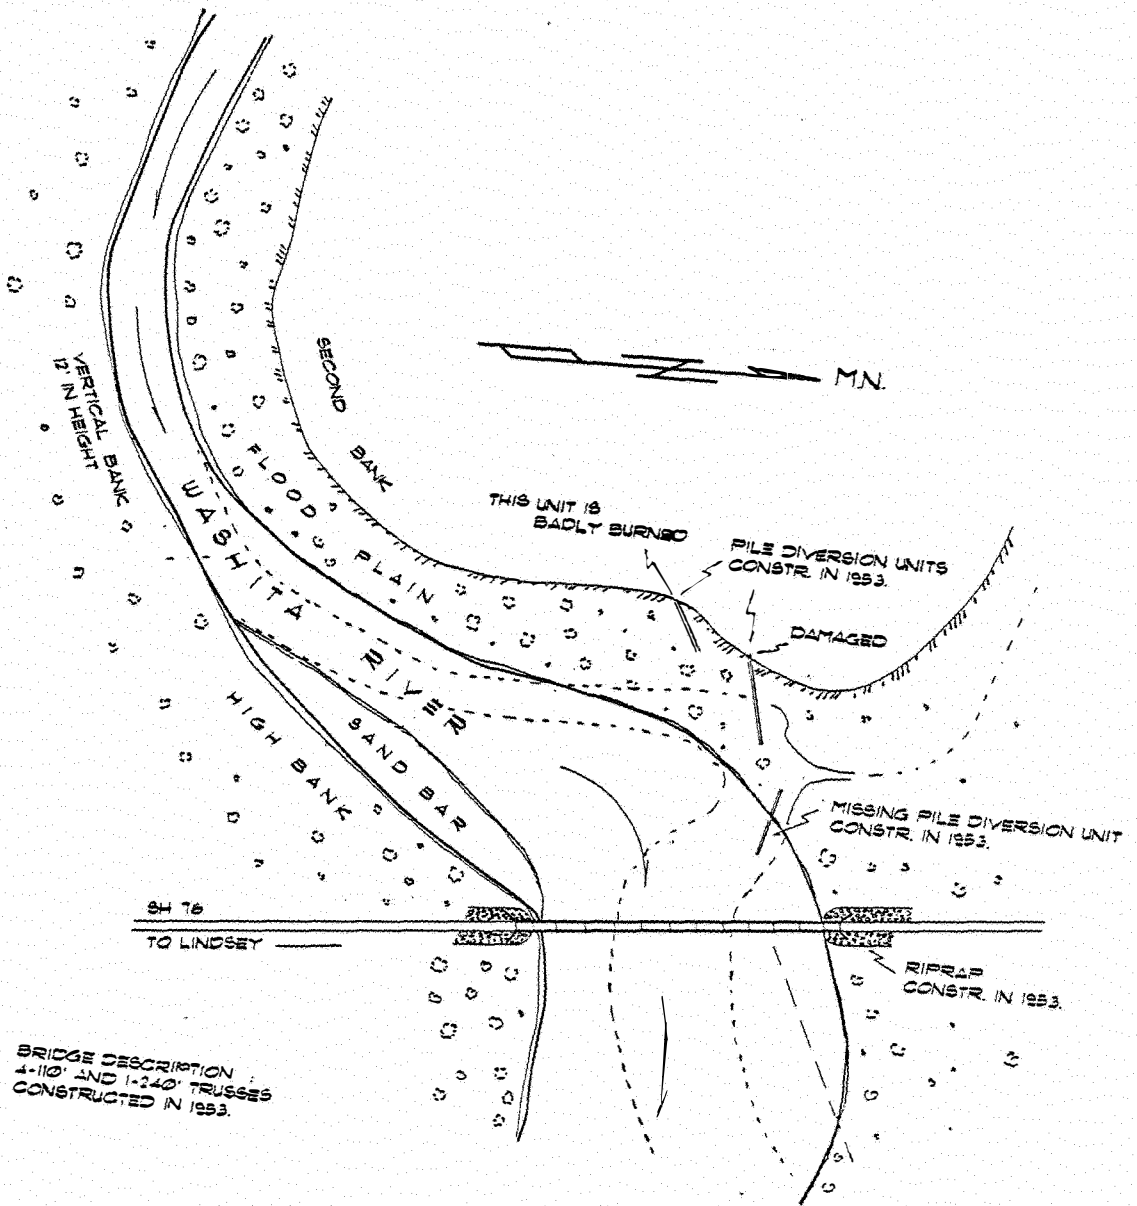 SECOND
BANK
M.N.
VERTICAL BANK
12' IN HEIGHT
FLOOD PLAIN
WASHITA RIVER
THIS UNIT IS
BADLY BURNED
PILE DIVERSION UNITS
CONSTR. IN 1953.
DAMAGED
HIGH BANK
SAND BAR
MISSING PILE DIVERSION UNIT
CONSTR. IN 1953.
SH 76
TO LINDSEY
RIPRAP
CONSTR. IN 1953.
BRIDGE DESCRIPTION :
4-110' AND 1-240' TRUSSES
CONSTRUCTED IN 1953.